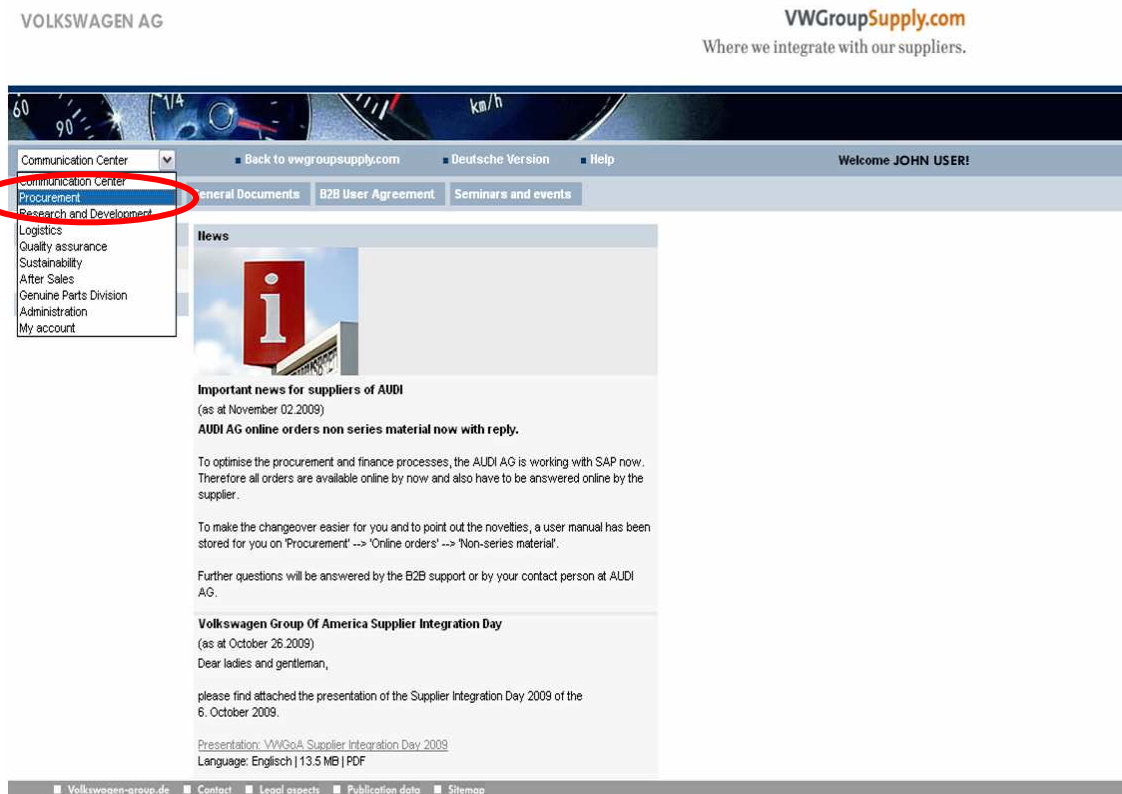 VOLKSWAGEN AG
VWGroupSupply.com
Where we integrate with our suppliers.
60
90
1/4
km/h
Communication Center
Back to vwgroupsupply.com
Deutsche Version
Help
Welcome JOHN USER!
Communication Center
Procurement
Research and Development
Logistics
Quality assurance
Sustainability
After Sales
Genuine Parts Division
Administration
My account
General Documents
B2B User Agreement
Seminars and events
News
i
Important news for suppliers of AUDI
(as at November 02.2009)
AUDI AG online orders non series material now with reply.
To optimise the procurement and finance processes, the AUDI AG is working with SAP now.
Therefore all orders are available online by now and also have to be answered online by the
supplier.
To make the changeover easier for you and to point out the novelties, a user manual has been
stored for you on 'Procurement' --> 'Online orders' --> 'Non-series material'.
Further questions will be answered by the B2B support or by your contact person at AUDI
AG.
Volkswagen Group Of America Supplier Integration Day
(as at October 26.2009)
Dear ladies and gentleman,
please find attached the presentation of the Supplier Integration Day 2009 of the
6. October 2009.
Presentation: VWGoA Supplier Integration Day 2009
Language: Englisch | 13.5 MB | PDF
Volkswagen-group.de
Contact
Legal aspects
Publication data
Sitemap